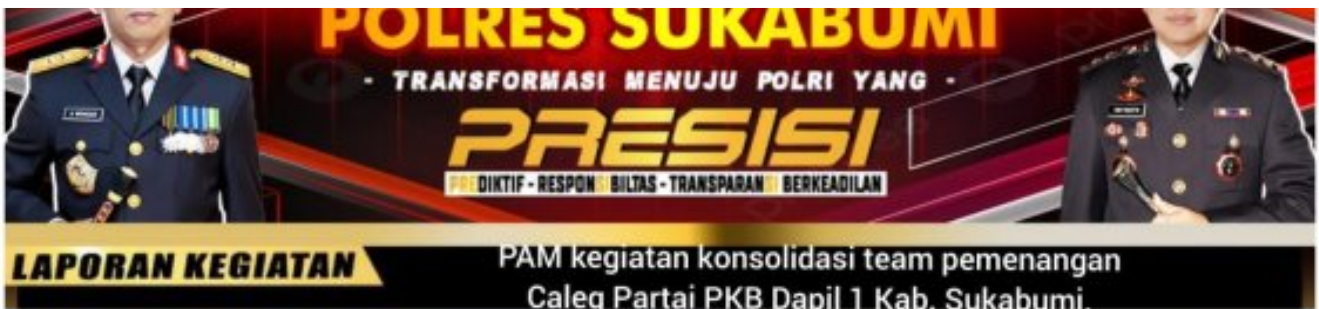 POLRES SUKABUMI
- TRANSFORMASI MENUJU POLRI YANG -
PRESISI
PREDIKTIF - RESPONSIBILTAS - TRANSPARANSI BERKEADILAN
LAPORAN KEGIATAN
PAM kegiatan konsolidasi team pemenangan
Caleg Partai PKB Dapil 1 Kab. Sukabumi.